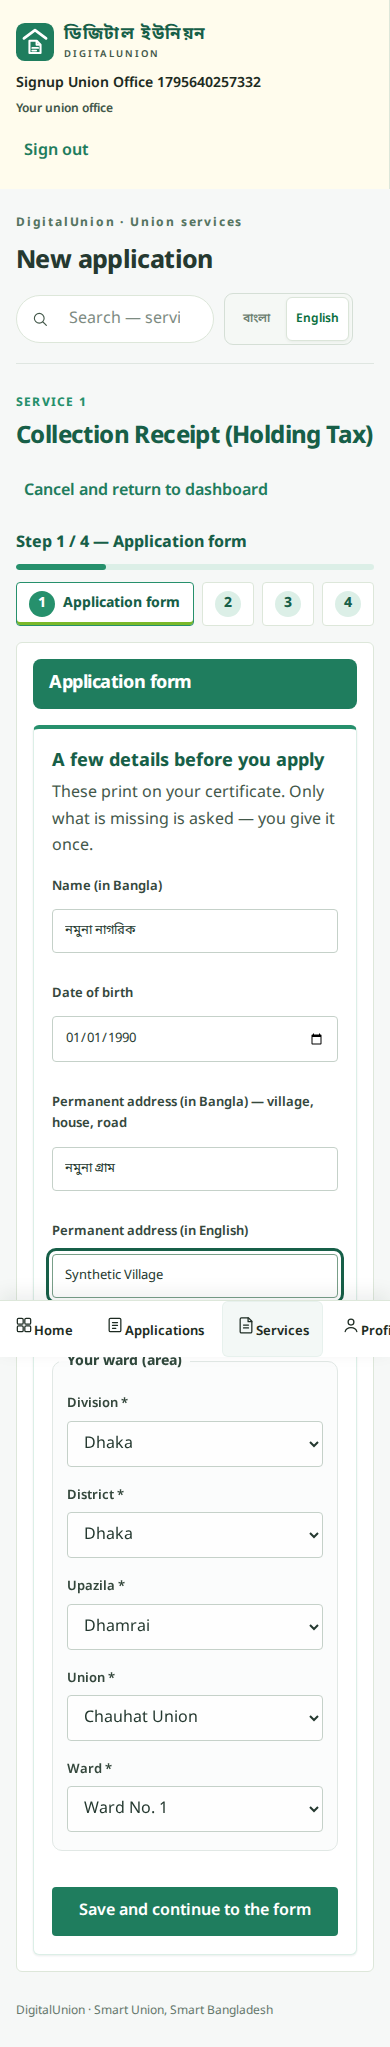 ডিজিটাল ইউনিয়ন
DIGITALUNION
Signup Union Office 1795640257332
Your union office
Sign out
DigitalUnion · Union services
New application
Search — servi
বাংলা
English
SERVICE 1
Collection Receipt (Holding Tax)
Cancel and return to dashboard
Step 1 / 4 — Application form
1 Application form 2 3 4
Application form
A few details before you apply
These print on your certificate. Only
what is missing is asked — you give it
once.
Name (in Bangla)
নমুনা নাগরিক
Date of birth
01/01/1990
Permanent address (in Bangla) — village,
house, road
নমুনা গ্রাম
Permanent address (in English)
Synthetic Village
Home Applications Services Profi
Your ward (area)
Division *
Dhaka
District *
Dhaka
Upazila *
Dhamrai
Union *
Chauhat Union
Ward *
Ward No. 1
Save and continue to the form
DigitalUnion · Smart Union, Smart Bangladesh